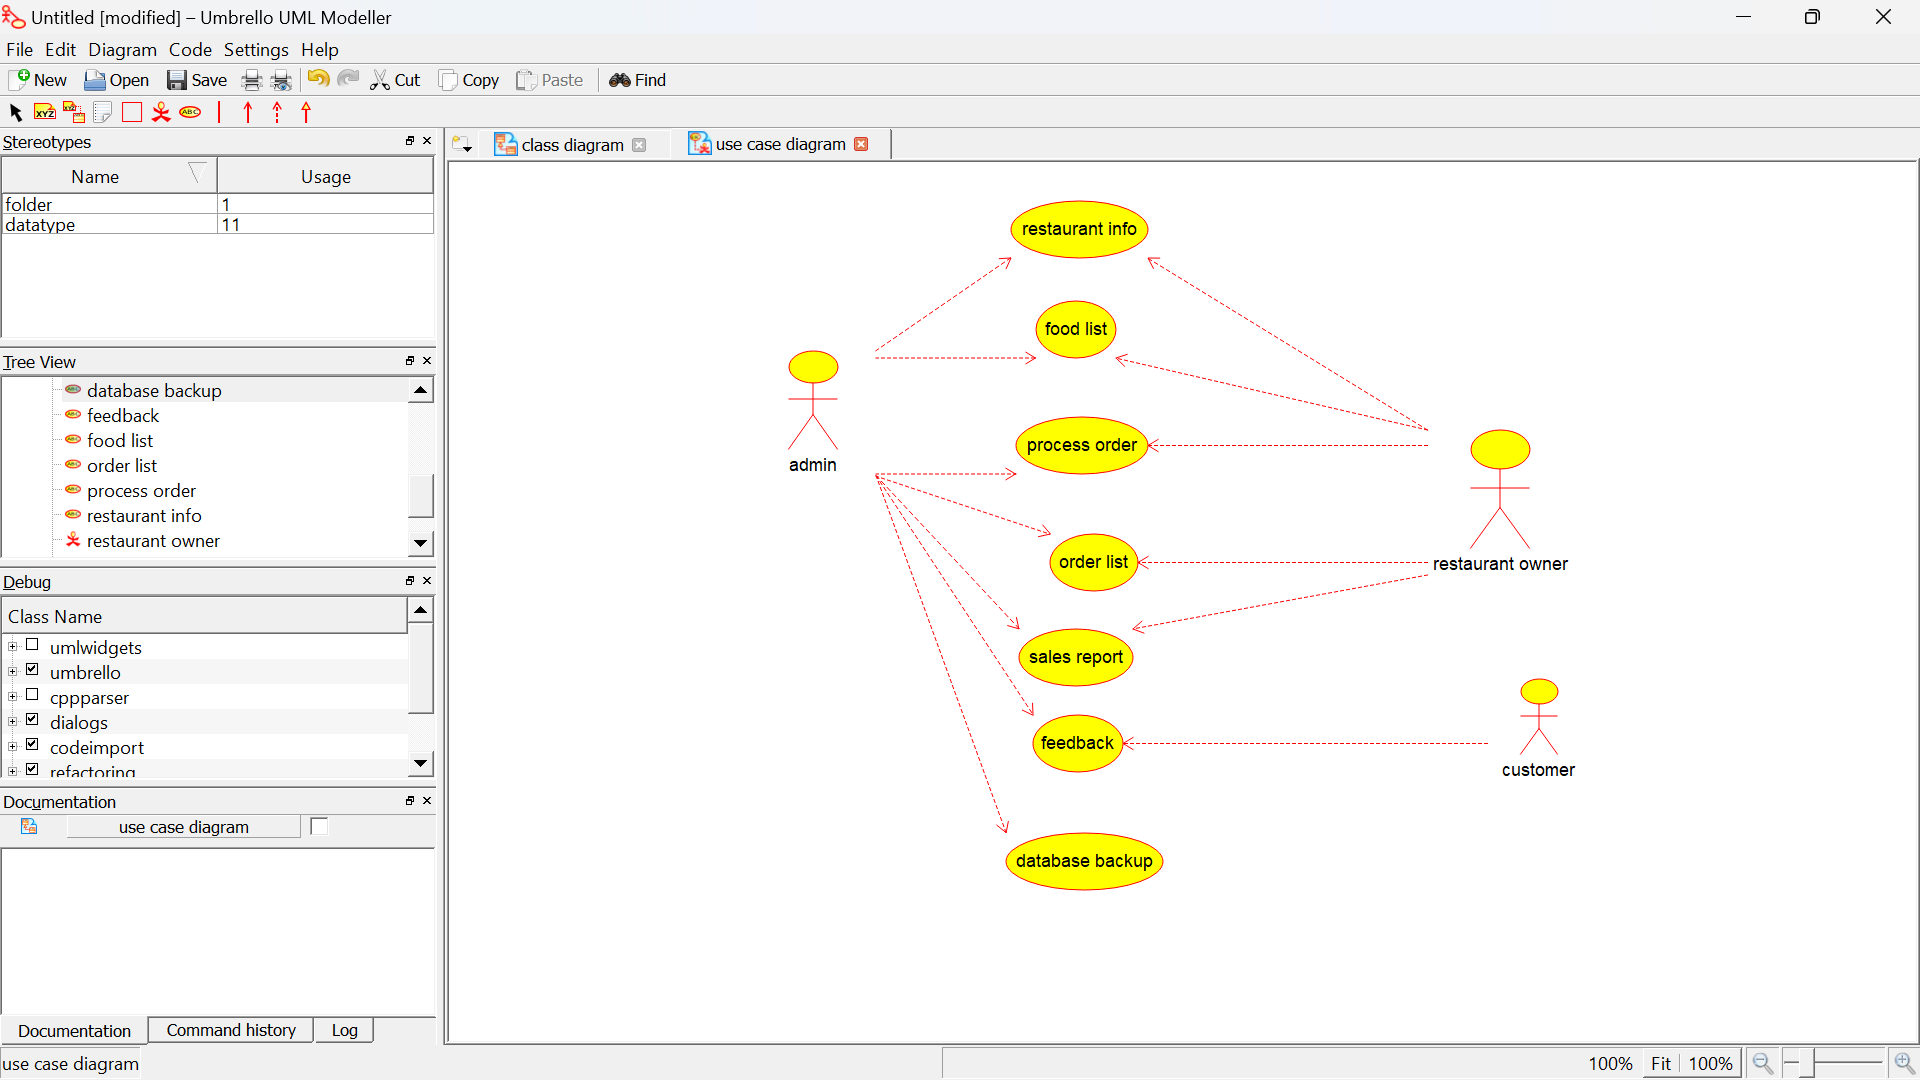 Untitled [modified] – Umbrello UML Modeller
File Edit Diagram Code Settings Help
New Open Save Cut Copy Paste Find
XYZ XYZ ABC
Stereotypes
Name Usage
folder 1
datatype 11
Tree View
database backup
feedback
food list
order list
process order
restaurant info
restaurant owner
Debug
Class Name
umlwidgets
umbrello
cppparser
dialogs
codeimport
refactoring
Documentation
use case diagram
Documentation Command history Log
use case diagram
class diagram use case diagram
restaurant info
food list
admin
process order
restaurant owner
order list
sales report
feedback
customer
database backup
100% Fit 100%